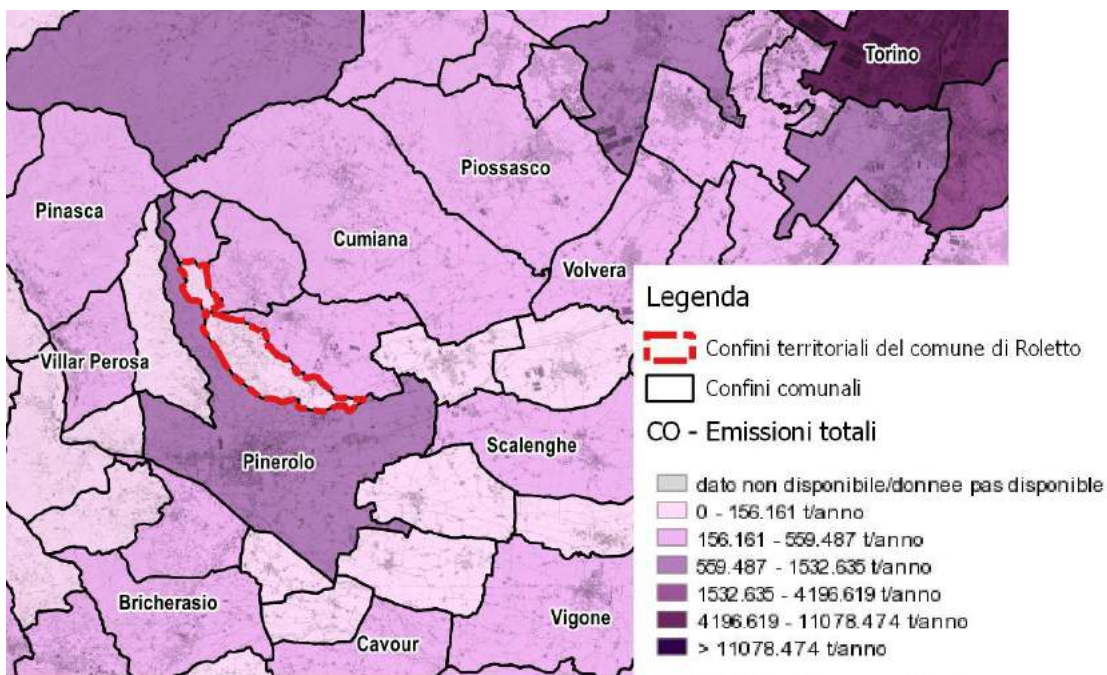 Torino
Piossasco
Pinasca
Cumiana
Volvera
Villar Perosa
Scalenghe
Pinerolo
Bricherasio
Vigone
Cavour
Legenda
Confini territoriali del comune di Roletto
Confini comunali
CO - Emissioni totali
dato non disponibile/donnee pas disponible
0 - 156.161 t/anno
156.161 - 559.487 t/anno
559.487 - 1532.635 t/anno
1532.635 - 4196.619 t/anno
4196.619 - 11078.474 t/anno
> 11078.474 t/anno